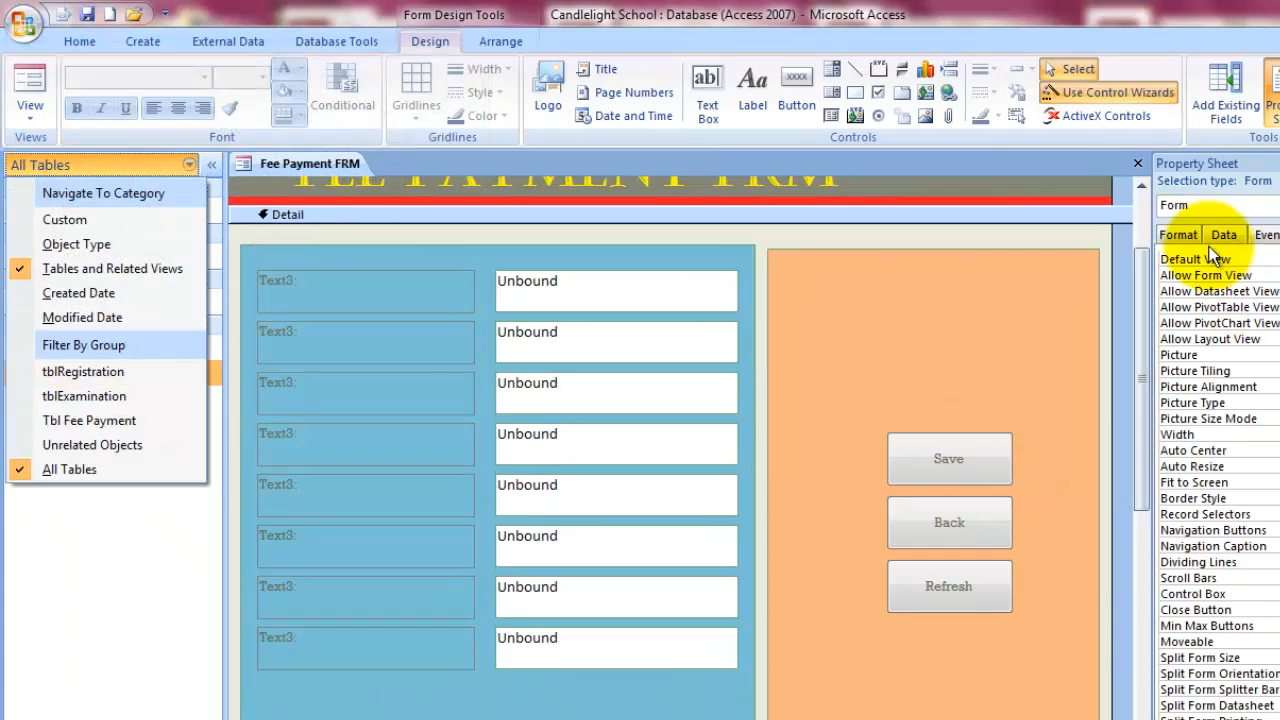 Form Design Tools
Candlelight School : Database (Access 2007) - Microsoft Access
Home
Create
External Data
Database Tools
Design
Arrange
View
Views
B I U
Font
Conditional
Gridlines
Width
Style
Color
Gridlines
Logo
Title
Page Numbers
Date and Time
ab|
Text
Box
Aa
Label
xxxx
Button
Controls
Select
Use Control Wizards
ActiveX Controls
Add Existing
Fields
Tools
All Tables
Navigate To Category
Custom
Object Type
Tables and Related Views
Created Date
Modified Date
Filter By Group
tblRegistration
tblExamination
Tbl Fee Payment
Unrelated Objects
All Tables
Fee Payment FRM
FEE PAYMENT FRM
Detail
Text3: Unbound
Text3: Unbound
Text3: Unbound
Text3: Unbound
Text3: Unbound
Text3: Unbound
Text3: Unbound
Text3: Unbound
Save
Back
Refresh
Property Sheet
Selection type: Form
Form
Format Data Even
Default View
Allow Form View
Allow Datasheet View
Allow PivotTable View
Allow PivotChart View
Allow Layout View
Picture
Picture Tiling
Picture Alignment
Picture Type
Picture Size Mode
Width
Auto Center
Auto Resize
Fit to Screen
Border Style
Record Selectors
Navigation Buttons
Navigation Caption
Dividing Lines
Scroll Bars
Control Box
Close Button
Min Max Buttons
Moveable
Split Form Size
Split Form Orientation
Split Form Splitter Bar
Split Form Datasheet